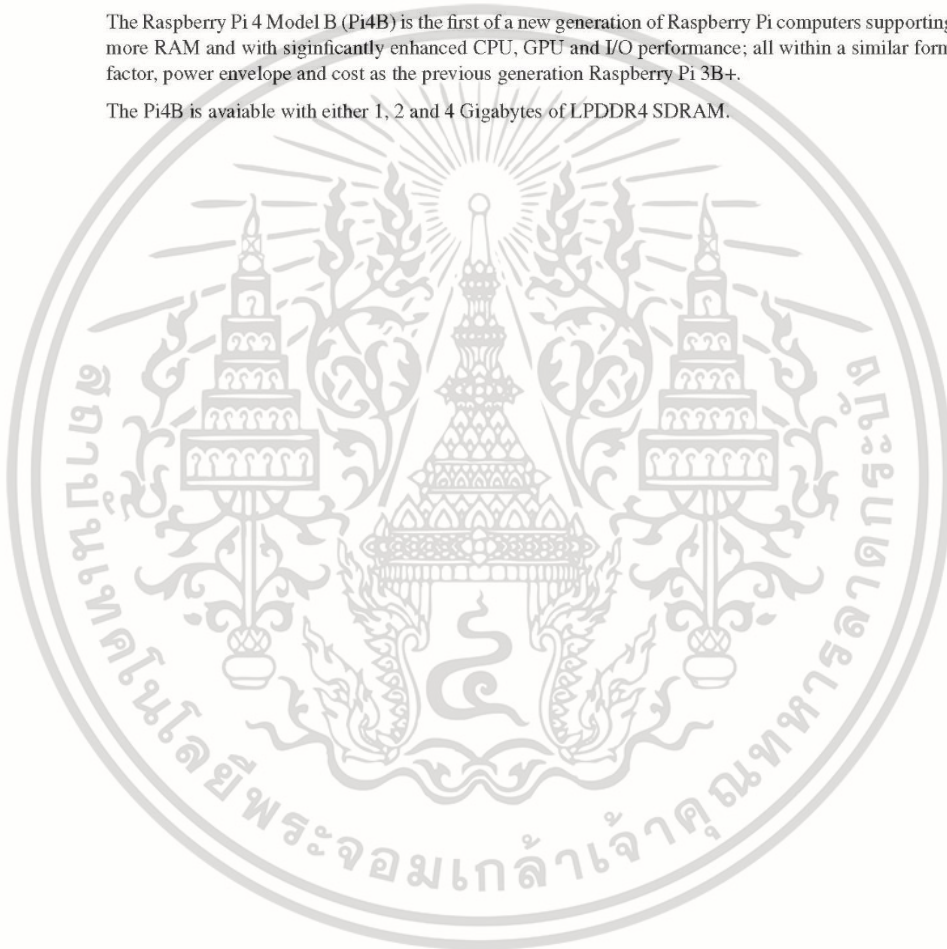 The Raspberry Pi 4 Model B (Pi4B) is the first of a new generation of Raspberry Pi computers supporting
more RAM and with siginficantly enhanced CPU, GPU and I/O performance; all within a similar form
factor, power envelope and cost as the previous generation Raspberry Pi 3B+.
The Pi4B is avaiable with either 1, 2 and 4 Gigabytes of LPDDR4 SDRAM.
สถาบันเทคโนโลยีพระจอมเกล้าเจ้าคุณทหารลาดกระบัง
๔